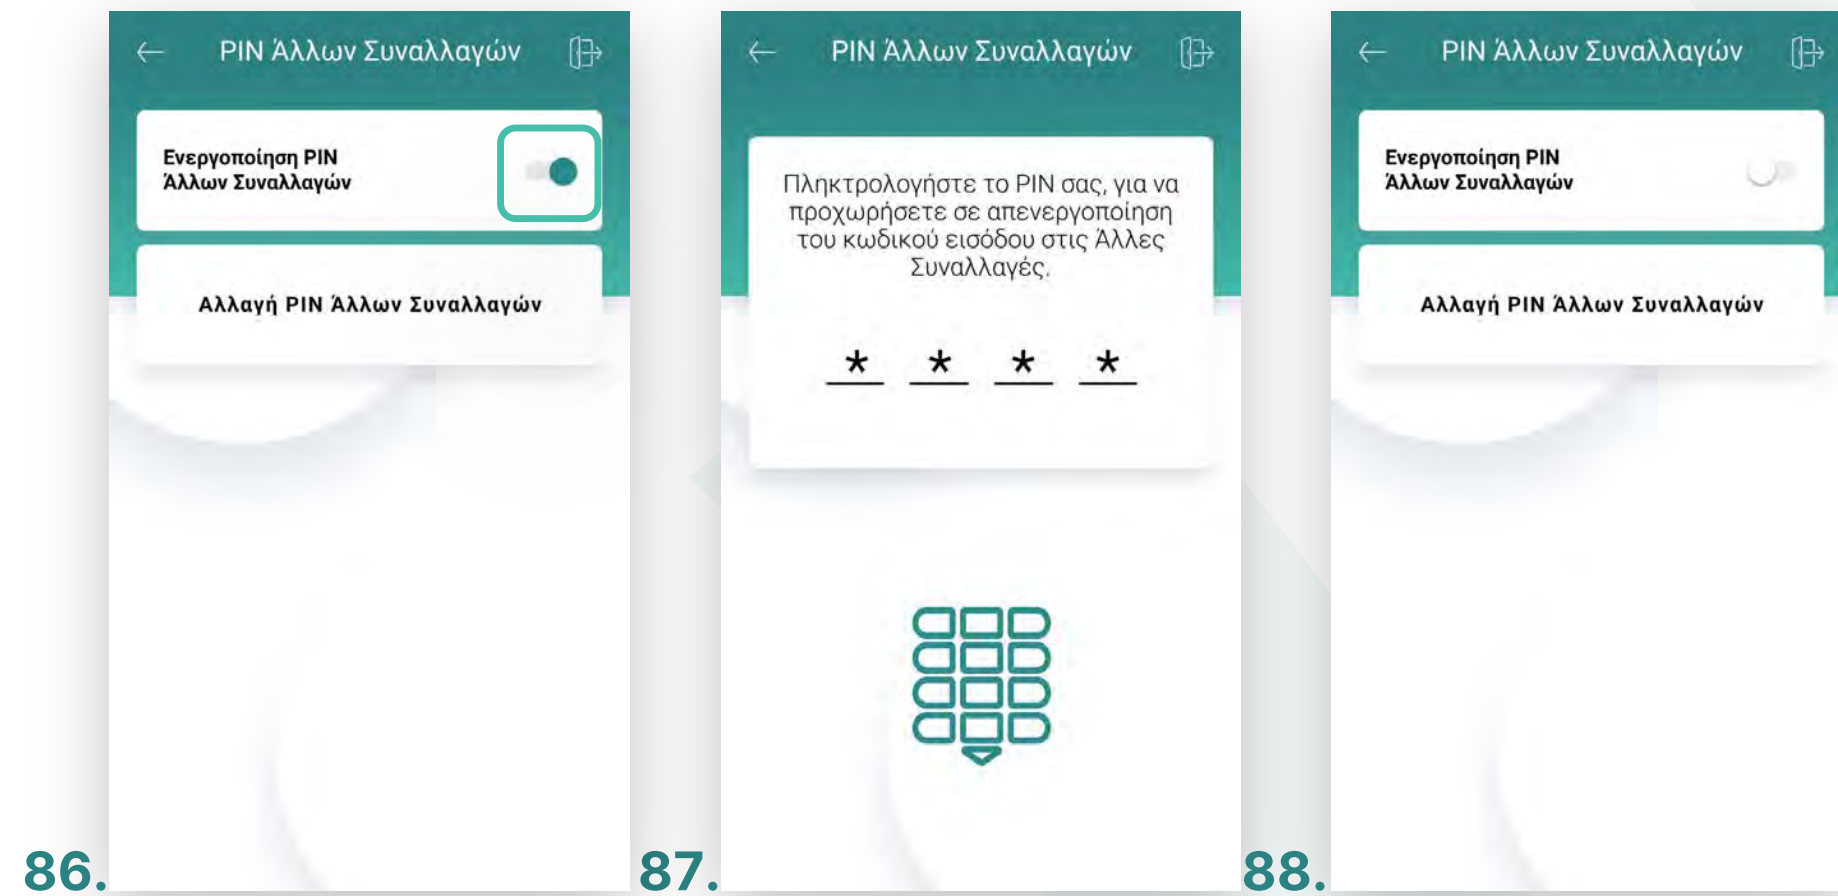 PIN Άλλων Συναλλαγών
Ενεργοποίηση PIN
Άλλων Συναλλαγών
Αλλαγή PIN Άλλων Συναλλαγών
86.
PIN Άλλων Συναλλαγών
Πληκτρολογήστε το PIN σας, για να
προχωρήσετε σε απενεργοποίηση
του κωδικού εισόδου στις Άλλες
Συναλλαγές.
* * * *
87.
PIN Άλλων Συναλλαγών
Ενεργοποίηση PIN
Άλλων Συναλλαγών
Αλλαγή PIN Άλλων Συναλλαγών
88.